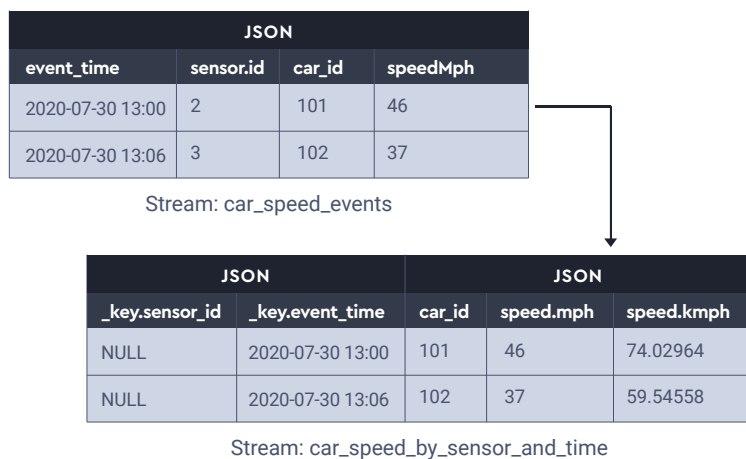 JSON
event_time sensor.id car_id speedMph
2020-07-30 13:00 2 101 46
2020-07-30 13:06 3 102 37
Stream: car_speed_events
JSON JSON
_key.sensor_id _key.event_time car_id speed.mph speed.kmph
NULL 2020-07-30 13:00 101 46 74.02964
NULL 2020-07-30 13:06 102 37 59.54558
Stream: car_speed_by_sensor_and_time